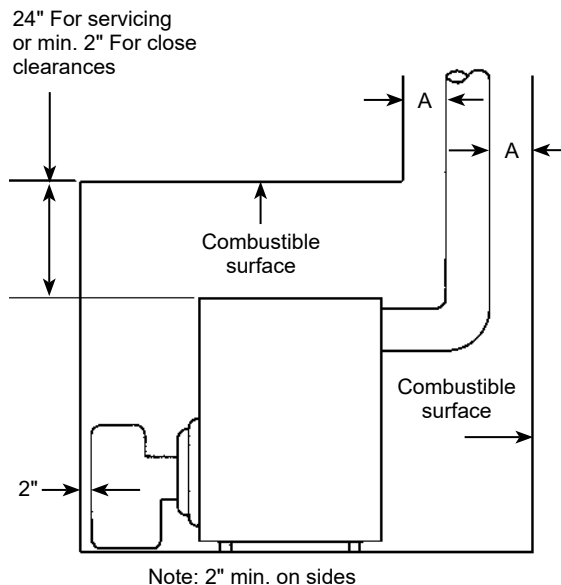 24" For servicing
or min. 2" For close
clearances
A
A
Combustible
surface
Combustible
surface
2"
Note: 2" min. on sides